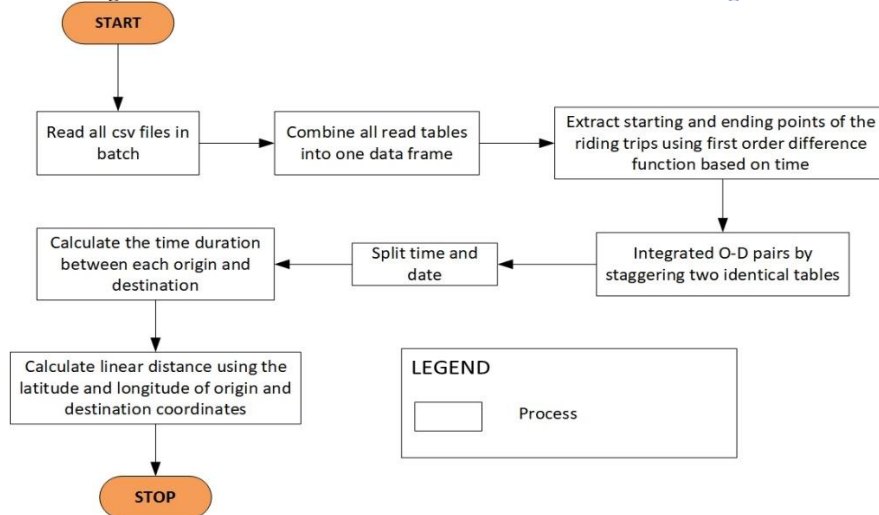 START
Read all csv files in
batch
Combine all read tables
into one data frame
Extract starting and ending points of the
riding trips using first order difference
function based on time
Integrated O-D pairs by
staggering two identical tables
Split time and
date
Calculate the time duration
between each origin and
destination
Calculate linear distance using the
latitude and longitude of origin and
destination coordinates
STOP
LEGEND
Process